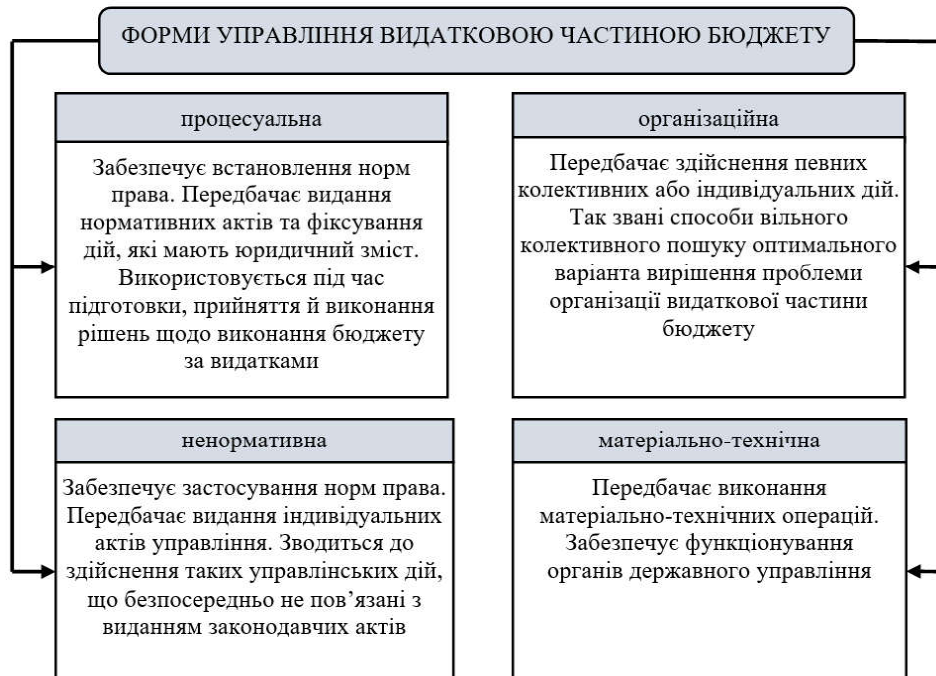 ФОРМИ УПРАВЛІННЯ ВИДАТКОВОЮ ЧАСТИНОЮ БЮДЖЕТУ
процесуальна
Забезпечує встановлення норм
права. Передбачає видання
нормативних актів та фіксування
дій, які мають юридичний зміст.
Використовується під час
підготовки, прийняття й виконання
рішень щодо виконання бюджету
за видатками
організаційна
Передбачає здійснення певних
колективних або індивідуальних дій.
Так звані способи вільного
колективного пошуку оптимального
варіанта вирішення проблеми
організації видаткової частини
бюджету
ненормативна
Забезпечує застосування норм права.
Передбачає видання індивідуальних
актів управління. Зводиться до
здійснення таких управлінських дій,
що безпосередньо не пов’язані з
виданням законодавчих актів
матеріально-технічна
Передбачає виконання
матеріально-технічних операцій.
Забезпечує функціонування
органів державного управління